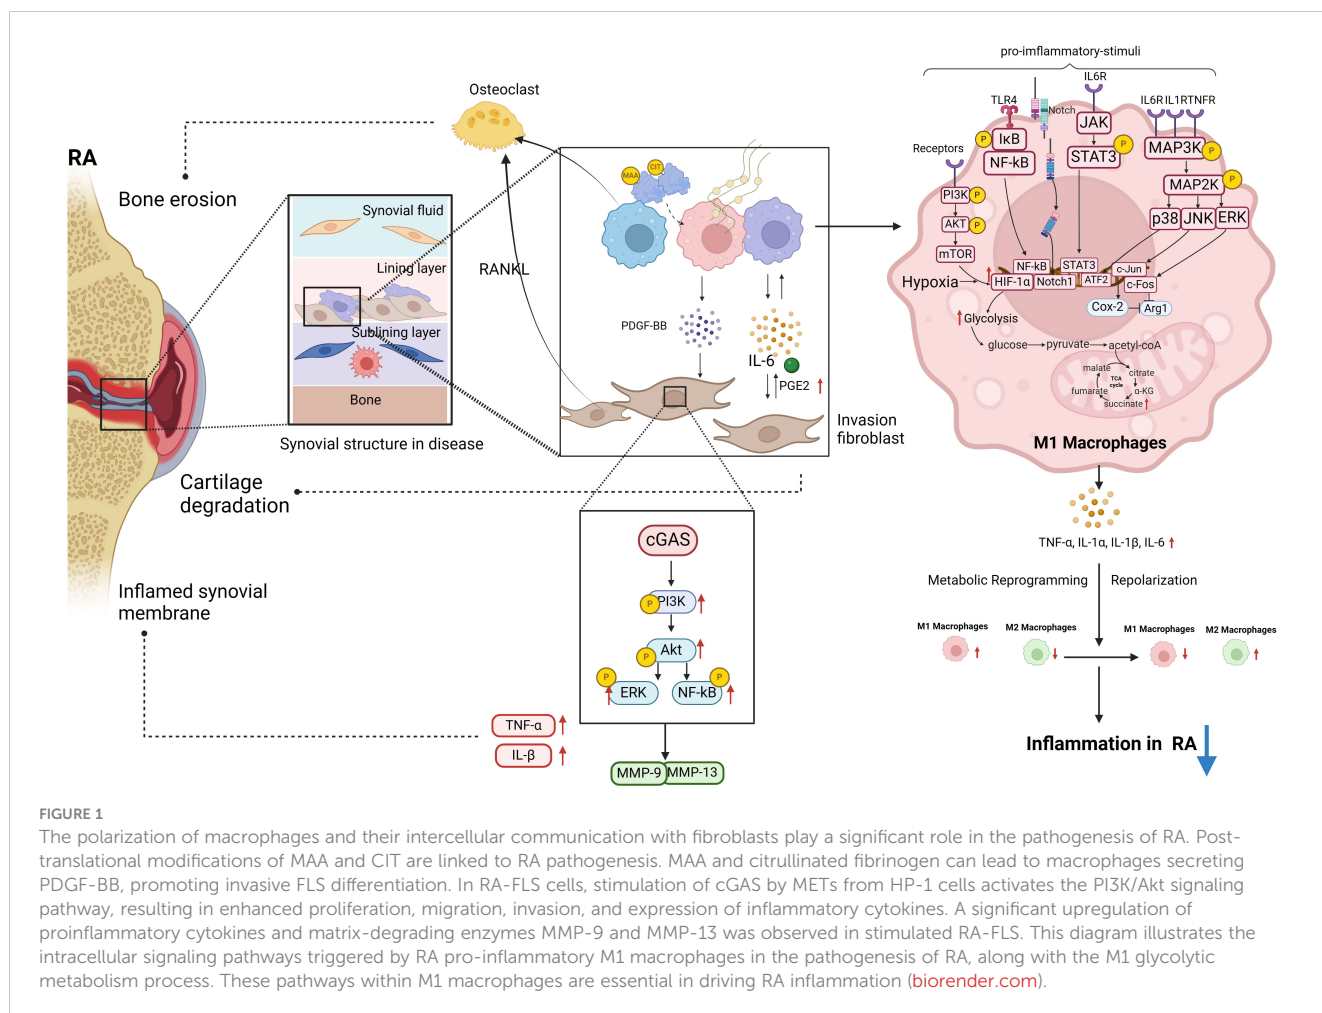 pro-imflammatory-stimuli
IL6R
TLR4
Notch
IL6R IL1R TNFR
Osteoclast
JAK
P
IκB
STAT3
P
MAP3K
P
NF-kB
Receptors
MAP2K
P
PI3K
P
AKT
P
mTOR
p38
JNK
ERK
NF-kB
STAT3
c-Jun
Hypoxia
HIF-1α
Notch1
ATF2
c-Fos
Cox-2
Arg1
Glycolysis
glucose
pyruvate
acetyl-coA
malate
citrate
TCA
cycle
fumarate
α-KG
succinate
M1 Macrophages
TNF-α, IL-1α, IL-1β, IL-6
Metabolic Reprogramming
Repolarization
M1 Macrophages
M2 Macrophages
M1 Macrophages
M2 Macrophages
Inflammation in RA
RA
Bone erosion
Synovial fluid
Lining layer
Sublining layer
Bone
Synovial structure in disease
RANKL
MAA
CIT
PDGF-BB
IL-6
PGE2
Invasion
fibroblast
Cartilage
degradation
Inflamed synovial
membrane
cGAS
P
PI3K
P
Akt
P
ERK
P
NF-kB
TNF-α
IL-β
MMP-9
MMP-13
FIGURE 1
The polarization of macrophages and their intercellular communication with fibroblasts play a significant role in the pathogenesis of RA. Post-
translational modifications of MAA and CIT are linked to RA pathogenesis. MAA and citrullinated fibrinogen can lead to macrophages secreting
PDGF-BB, promoting invasive FLS differentiation. In RA-FLS cells, stimulation of cGAS by METs from HP-1 cells activates the PI3K/Akt signaling
pathway, resulting in enhanced proliferation, migration, invasion, and expression of inflammatory cytokines. A significant upregulation of
proinflammatory cytokines and matrix-degrading enzymes MMP-9 and MMP-13 was observed in stimulated RA-FLS. This diagram illustrates the
intracellular signaling pathways triggered by RA pro-inflammatory M1 macrophages in the pathogenesis of RA, along with the M1 glycolytic
metabolism process. These pathways within M1 macrophages are essential in driving RA inflammation (biorender.com).